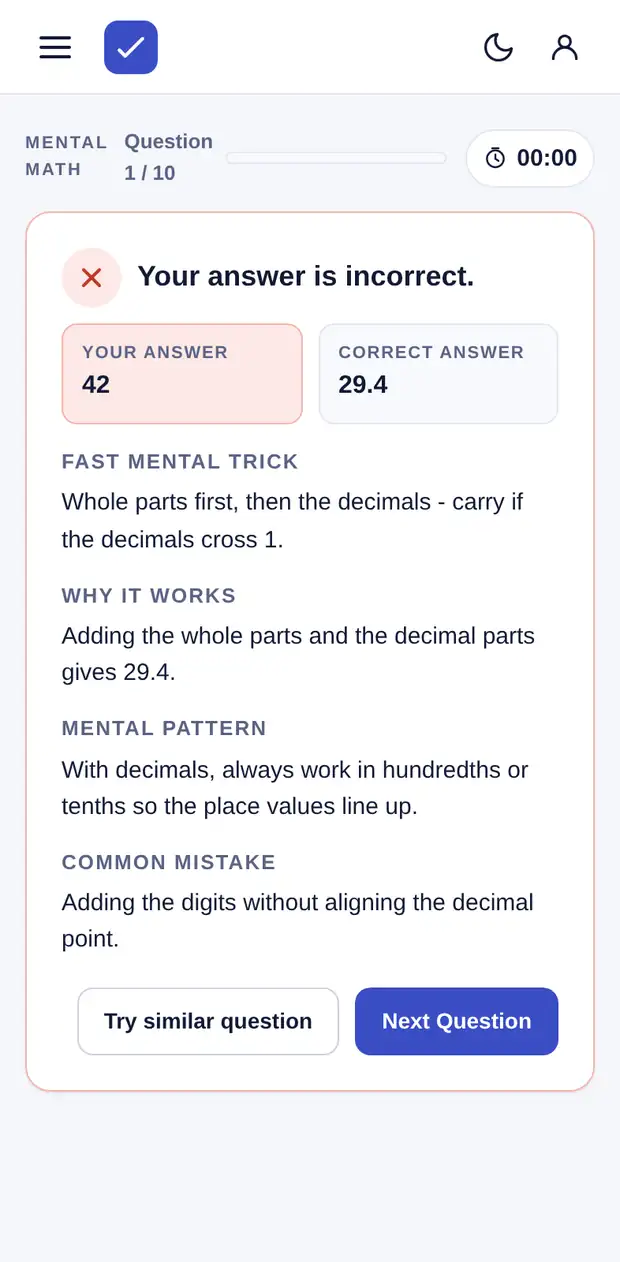 MENTAL
MATH
Question
1 / 10
00:00
Your answer is incorrect.
YOUR ANSWER
42
CORRECT ANSWER
29.4
FAST MENTAL TRICK
Whole parts first, then the decimals - carry if
the decimals cross 1.
WHY IT WORKS
Adding the whole parts and the decimal parts
gives 29.4.
MENTAL PATTERN
With decimals, always work in hundredths or
tenths so the place values line up.
COMMON MISTAKE
Adding the digits without aligning the decimal
point.
Try similar question
Next Question